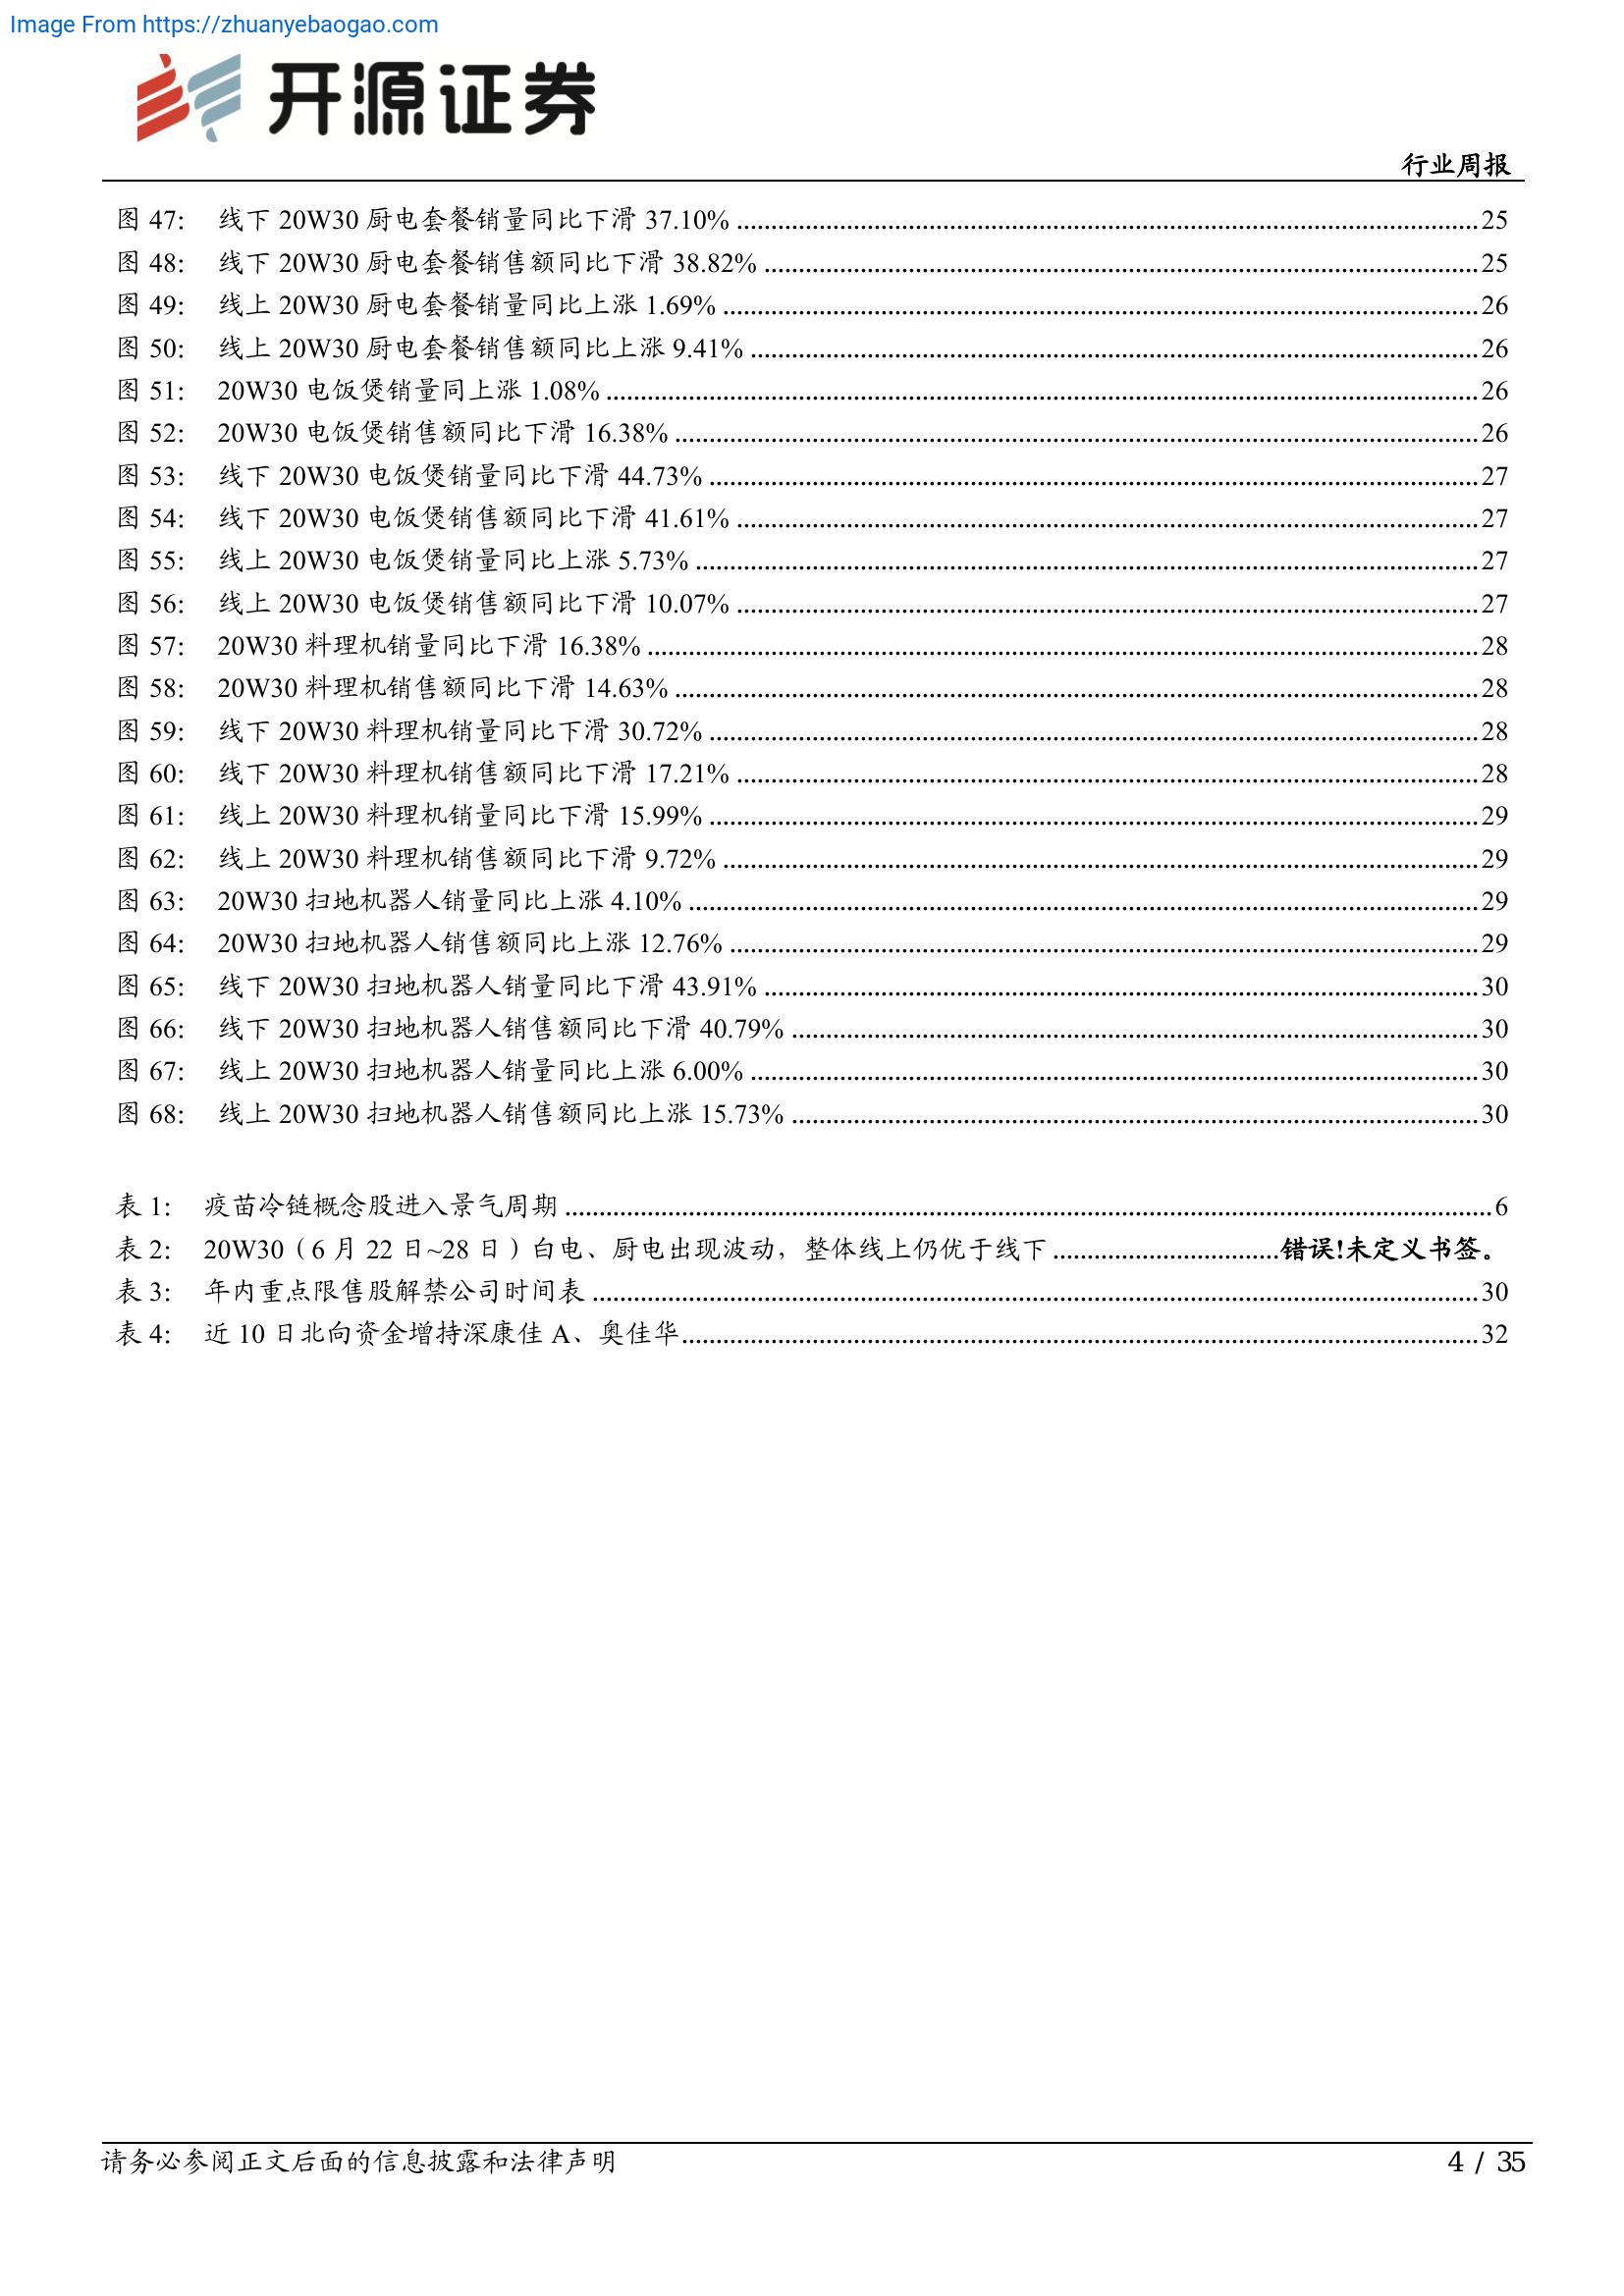 Image From https://zhuanyebaogao.com
开源证券
行业周报
图 47: 线下 20W30 厨电套餐销量同比下滑 37.10% 25
图 48: 线下 20W30 厨电套餐销售额同比下滑 38.82% 25
图 49: 线上 20W30 厨电套餐销量同比上涨 1.69% 26
图 50: 线上 20W30 厨电套餐销售额同比上涨 9.41% 26
图 51: 20W30 电饭煲销量同上涨 1.08% 26
图 52: 20W30 电饭煲销售额同比下滑 16.38% 26
图 53: 线下 20W30 电饭煲销量同比下滑 44.73% 27
图 54: 线下 20W30 电饭煲销售额同比下滑 41.61% 27
图 55: 线上 20W30 电饭煲销量同比上涨 5.73% 27
图 56: 线上 20W30 电饭煲销售额同比下滑 10.07% 27
图 57: 20W30 料理机销量同比下滑 16.38% 28
图 58: 20W30 料理机销售额同比下滑 14.63% 28
图 59: 线下 20W30 料理机销量同比下滑 30.72% 28
图 60: 线下 20W30 料理机销售额同比下滑 17.21% 28
图 61: 线上 20W30 料理机销量同比下滑 15.99% 29
图 62: 线上 20W30 料理机销售额同比下滑 9.72% 29
图 63: 20W30 扫地机器人销量同比上涨 4.10% 29
图 64: 20W30 扫地机器人销售额同比上涨 12.76% 29
图 65: 线下 20W30 扫地机器人销量同比下滑 43.91% 30
图 66: 线下 20W30 扫地机器人销售额同比下滑 40.79% 30
图 67: 线上 20W30 扫地机器人销量同比上涨 6.00% 30
图 68: 线上 20W30 扫地机器人销售额同比上涨 15.73% 30
表 1: 疫苗冷链概念股进入景气周期 6
表 2: 20W30（6 月 22 日~28 日）白电、厨电出现波动，整体线上仍优于线下 错误!未定义书签。
表 3: 年内重点限售股解禁公司时间表 30
表 4: 近 10 日北向资金增持深康佳 A、奥佳华 32
请务必参阅正文后面的信息披露和法律声明
4 / 35